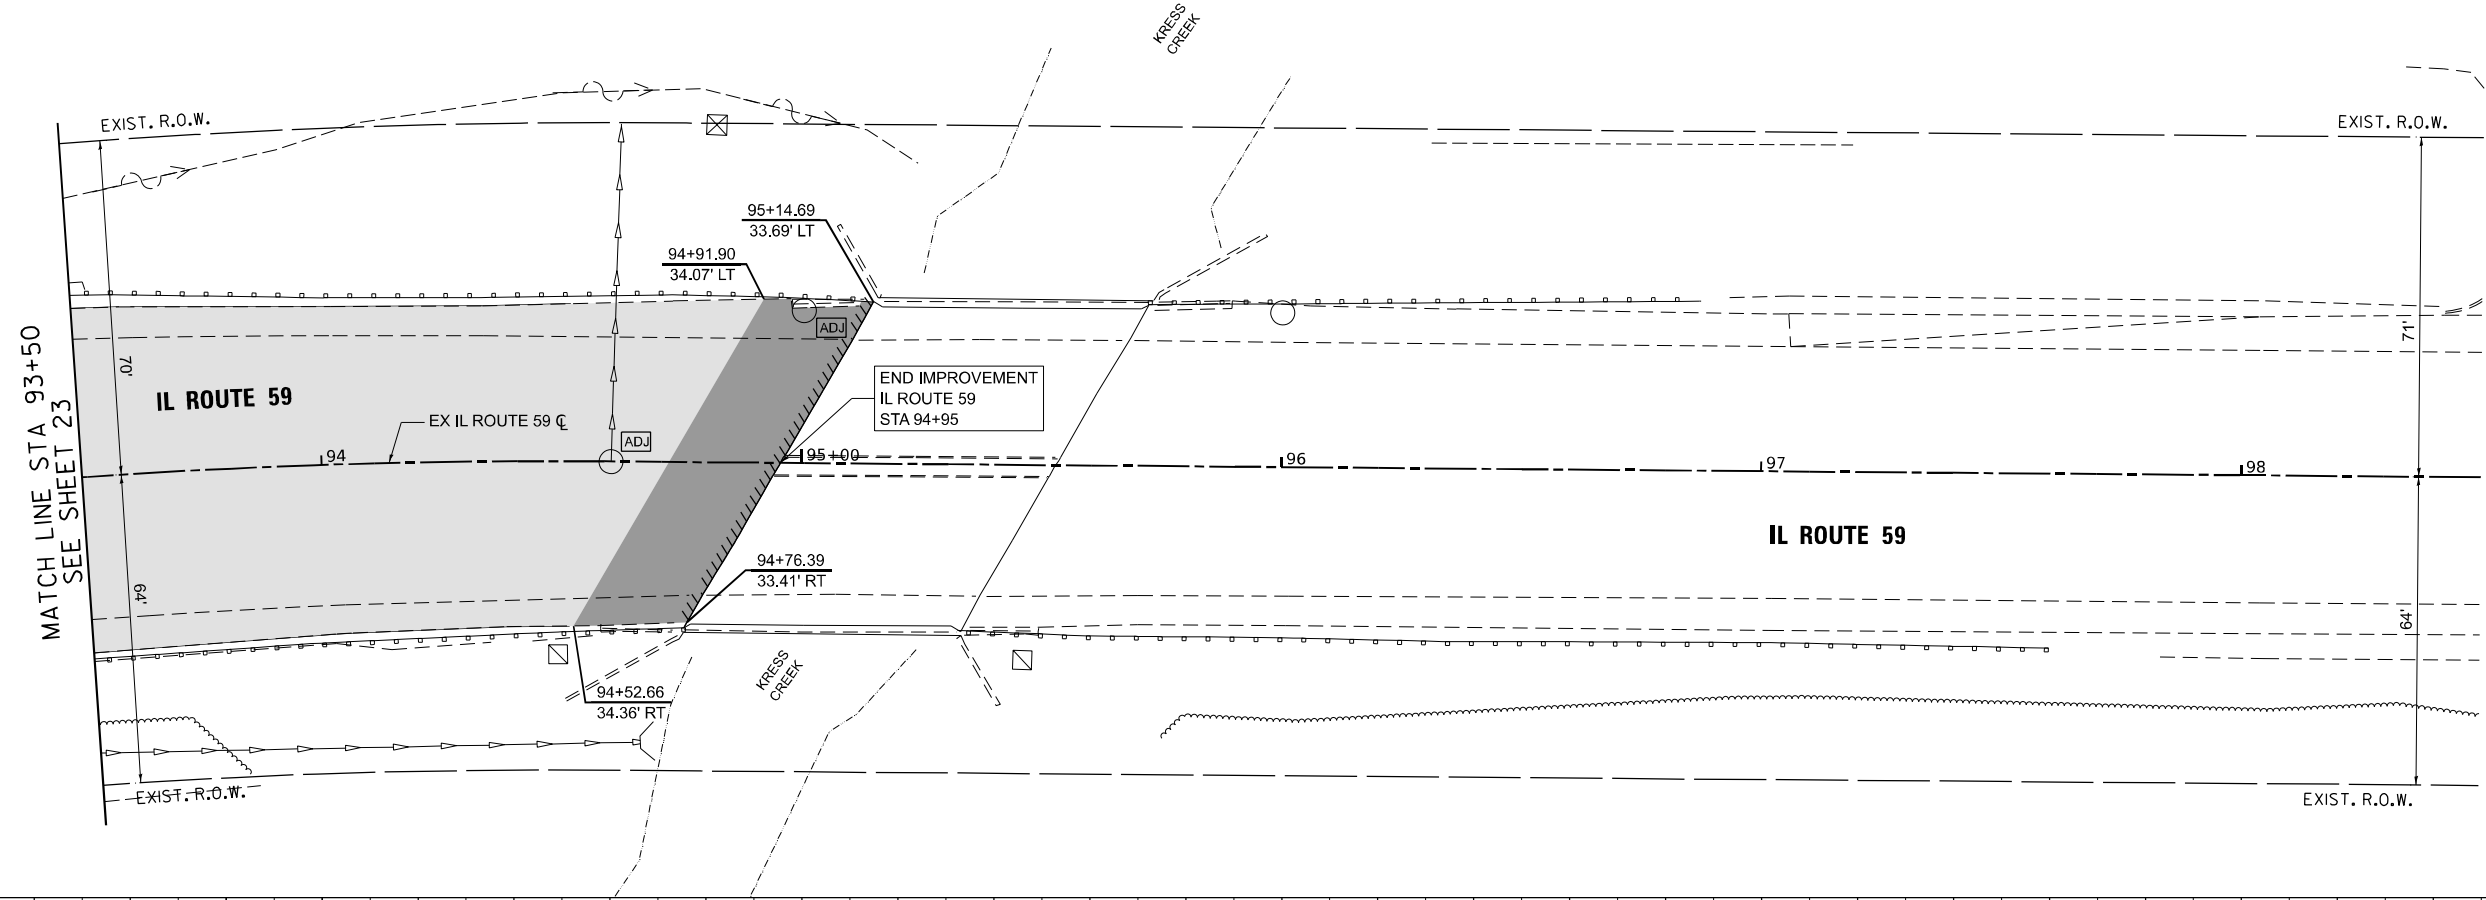 KRESS
CREEK
EXIST. R.O.W.
EXIST. R.O.W.
95+14.69
33.69' LT
94+91.90
34.07' LT
ADJ
71'
MATCH LINE STA 93+50
SEE SHEET 23
70'
IL ROUTE 59
END IMPROVEMENT
IL ROUTE 59
STA 94+95
EX IL ROUTE 59 ℄
ADJ
94
95+00
96
97
98
IL ROUTE 59
94+76.39
33.41' RT
64'
64'
KRESS
CREEK
94+52.66
34.36' RT
EXIST. R.O.W.
EXIST. R.O.W.